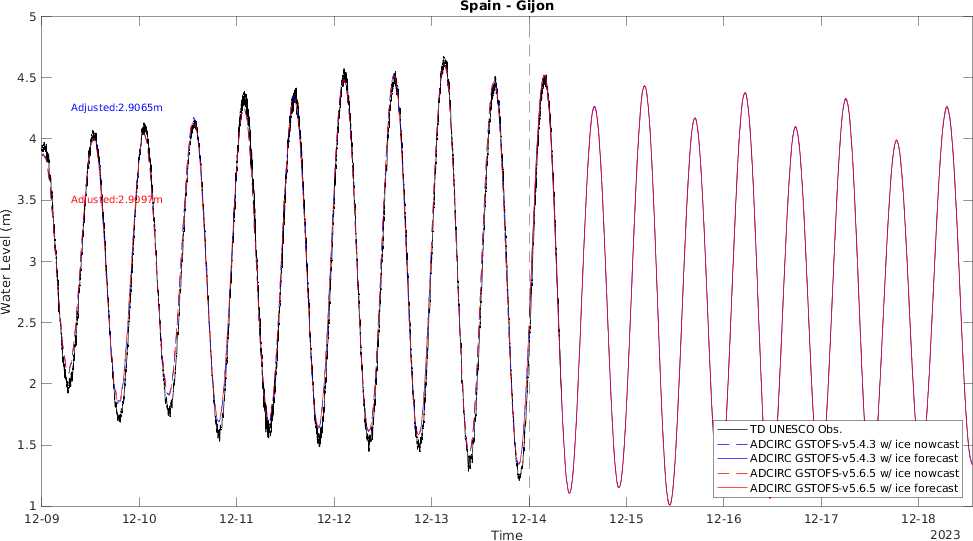 Spain - Gijon
5
4.5
4
3.5
3
2.5
2
1.5
1
Water Level (m)
Adjusted:2.9065m
Adjusted:2.9097m
TD UNESCO Obs.
ADCIRC GSTOFS-v5.4.3 w/ ice nowcast
ADCIRC GSTOFS-v5.4.3 w/ ice forecast
ADCIRC GSTOFS-v5.6.5 w/ ice nowcast
ADCIRC GSTOFS-v5.6.5 w/ ice forecast
12-09 12-10 12-11 12-12 12-13 12-14 12-15 12-16 12-17 12-18
Time
2023